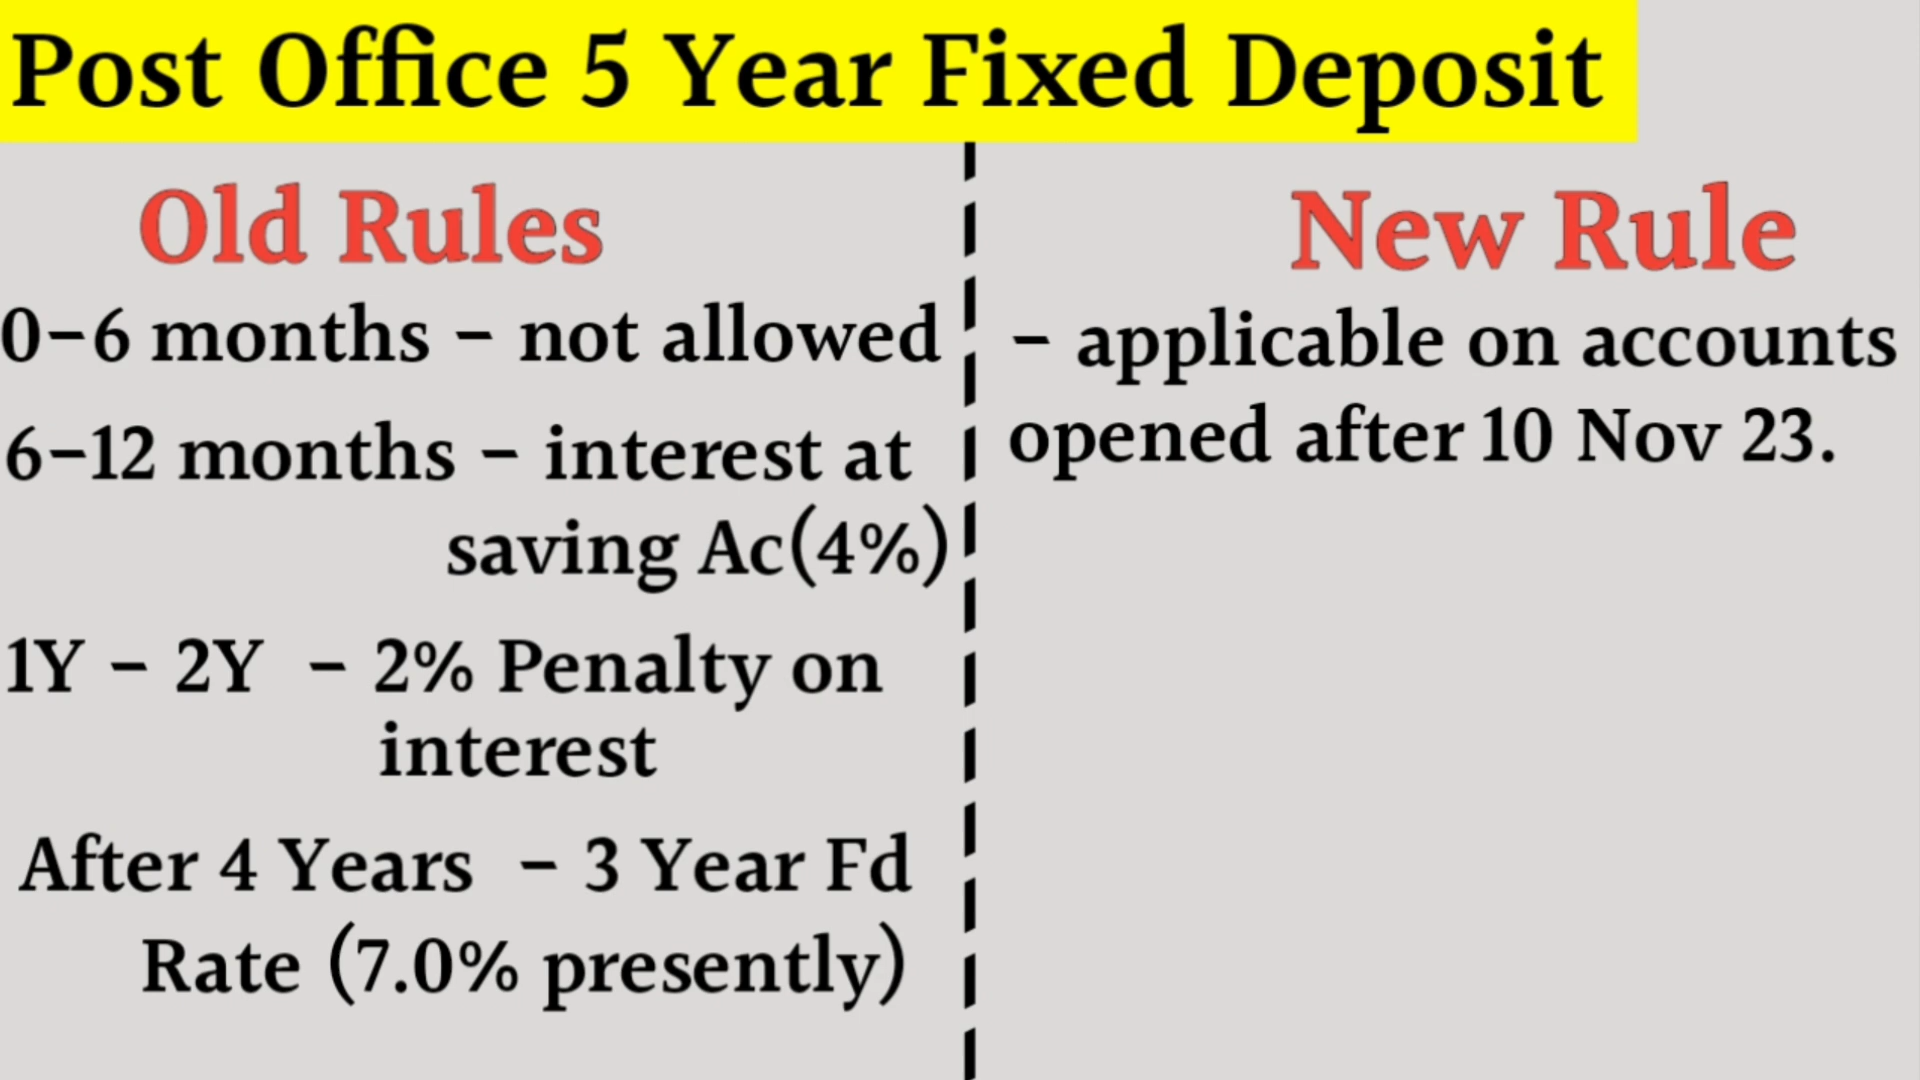 Post Office 5 Year Fixed Deposit
Old Rules
0-6 months - not allowed
6-12 months - interest at
saving Ac(4%)
1Y - 2Y - 2% Penalty on
interest
After 4 Years - 3 Year Fd
Rate (7.0% presently)
New Rule
- applicable on accounts
opened after 10 Nov 23.